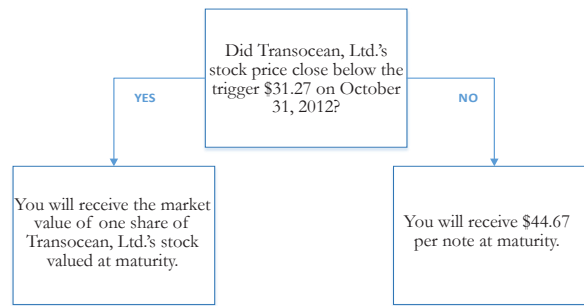 Did Transocean, Ltd.'s
stock price close below the
trigger $31.27 on October
31, 2012?
YES
NO
You will receive the market
value of one share of
Transocean, Ltd.'s stock
valued at maturity.
You will receive $44.67
per note at maturity.